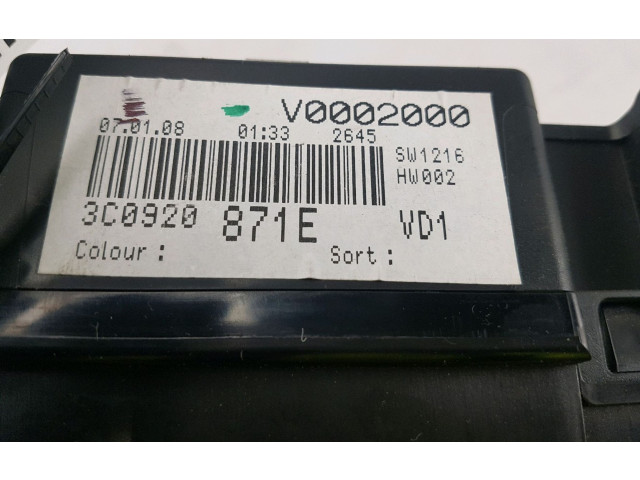 V0002000
07.01.08 01:33 2645
SW1216
HW002
3C0920 871E VD1
Colour : Sort :